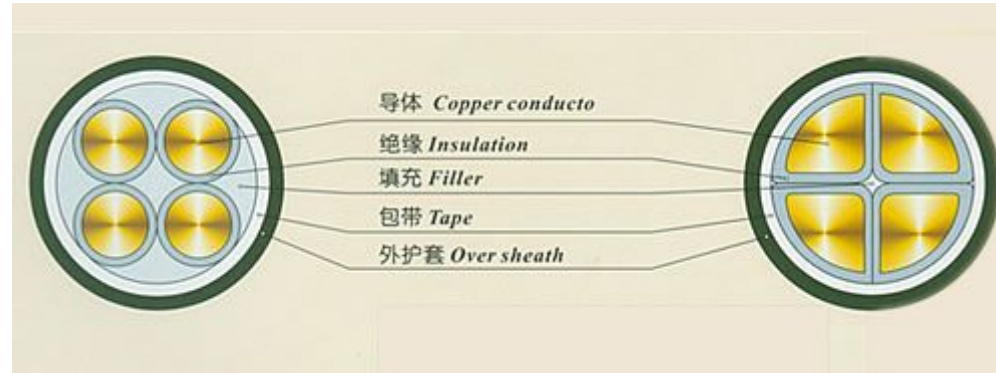 导体 Copper conducto
绝缘 Insulation
填充 Filler
包带 Tape
外护套 Over sheath